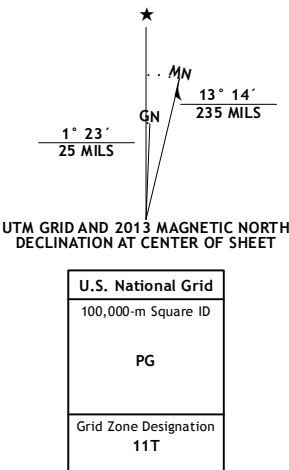 ★
MN
GN
13° 14´
235 MILS
1° 23´
25 MILS
UTM GRID AND 2013 MAGNETIC NORTH
DECLINATION AT CENTER OF SHEET
U.S. National Grid
100,000-m Square ID
PG
Grid Zone Designation
11T